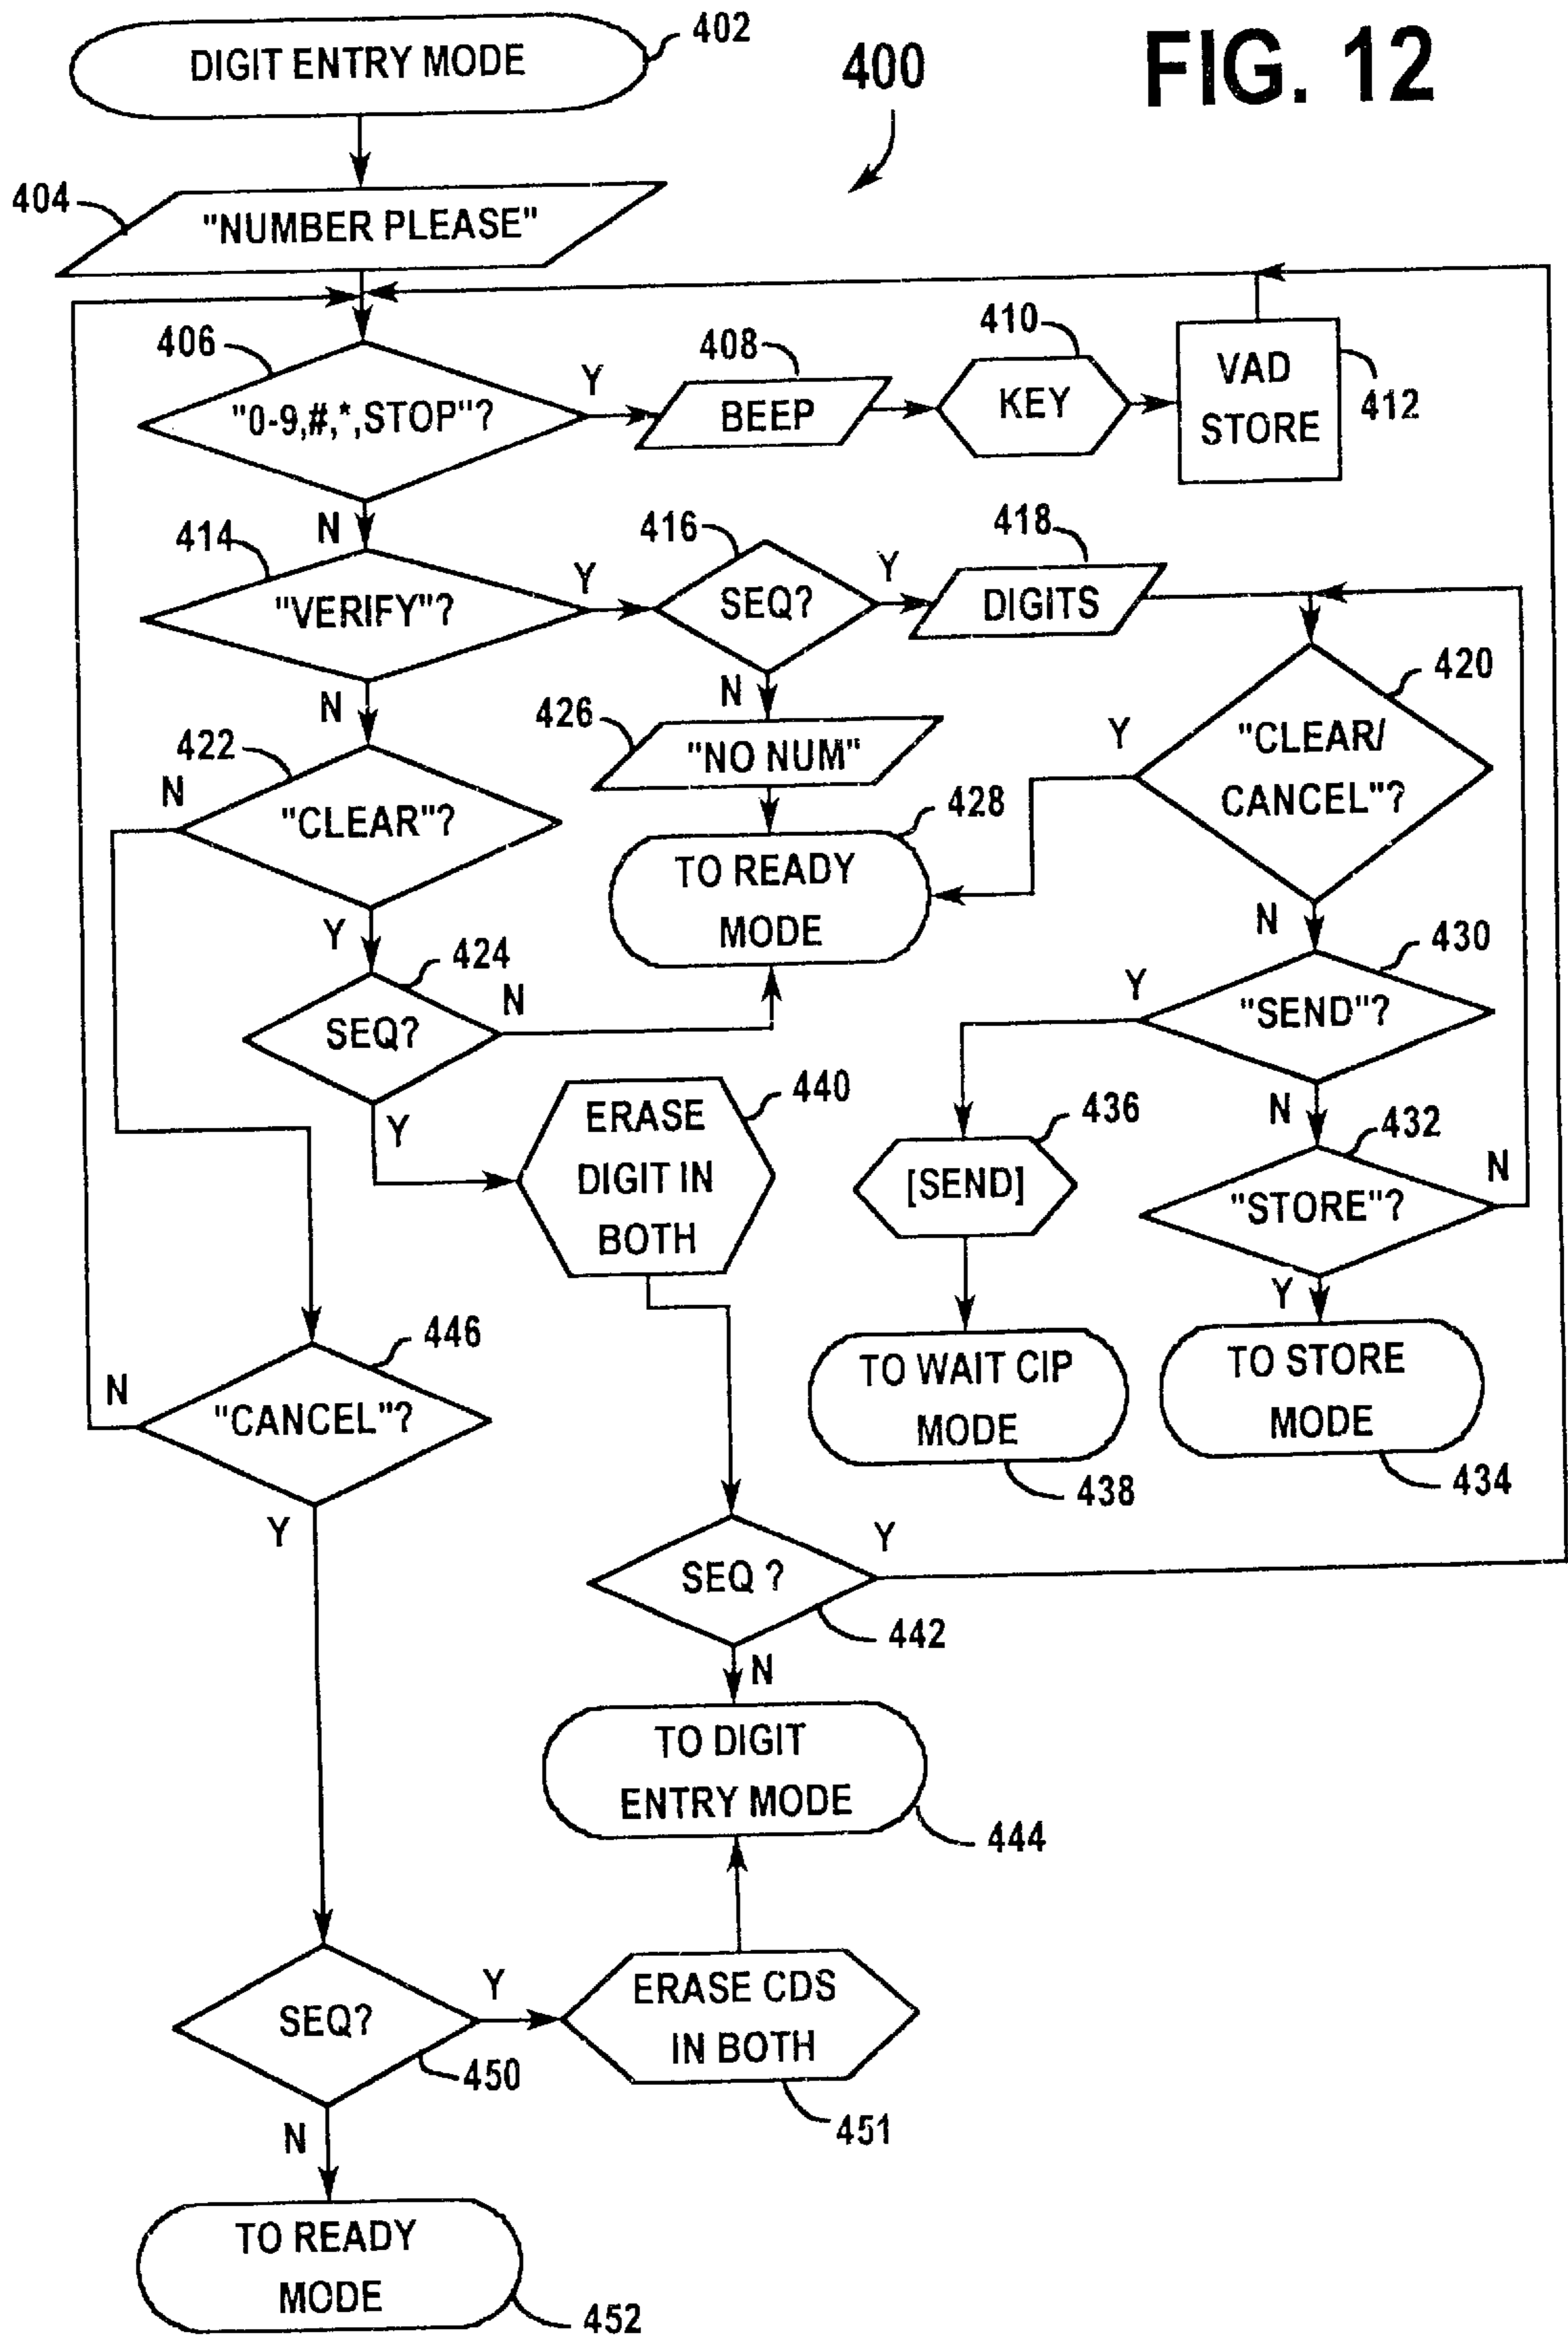 FIG. 12
400
DIGIT ENTRY MODE
402
404
"NUMBER PLEASE"
406
"0-9,#,*,STOP"?
Y
408
BEEP
410
KEY
VAD
STORE
412
N
414
"VERIFY"?
Y
416
SEQ?
Y
418
DIGITS
N
N
426
"NO NUM"
420
"CLEAR/
CANCEL"?
Y
422
N
"CLEAR"?
428
TO READY
MODE
Y
424
SEQ?
N
N
430
"SEND"?
Y
Y
440
ERASE
DIGIT IN
BOTH
436
[SEND]
N
432
"STORE"?
N
Y
446
"CANCEL"?
N
TO WAIT CIP
MODE
438
TO STORE
MODE
434
Y
SEQ ?
Y
442
N
TO DIGIT
ENTRY MODE
444
SEQ?
Y
450
ERASE CDS
IN BOTH
451
N
TO READY
MODE
452